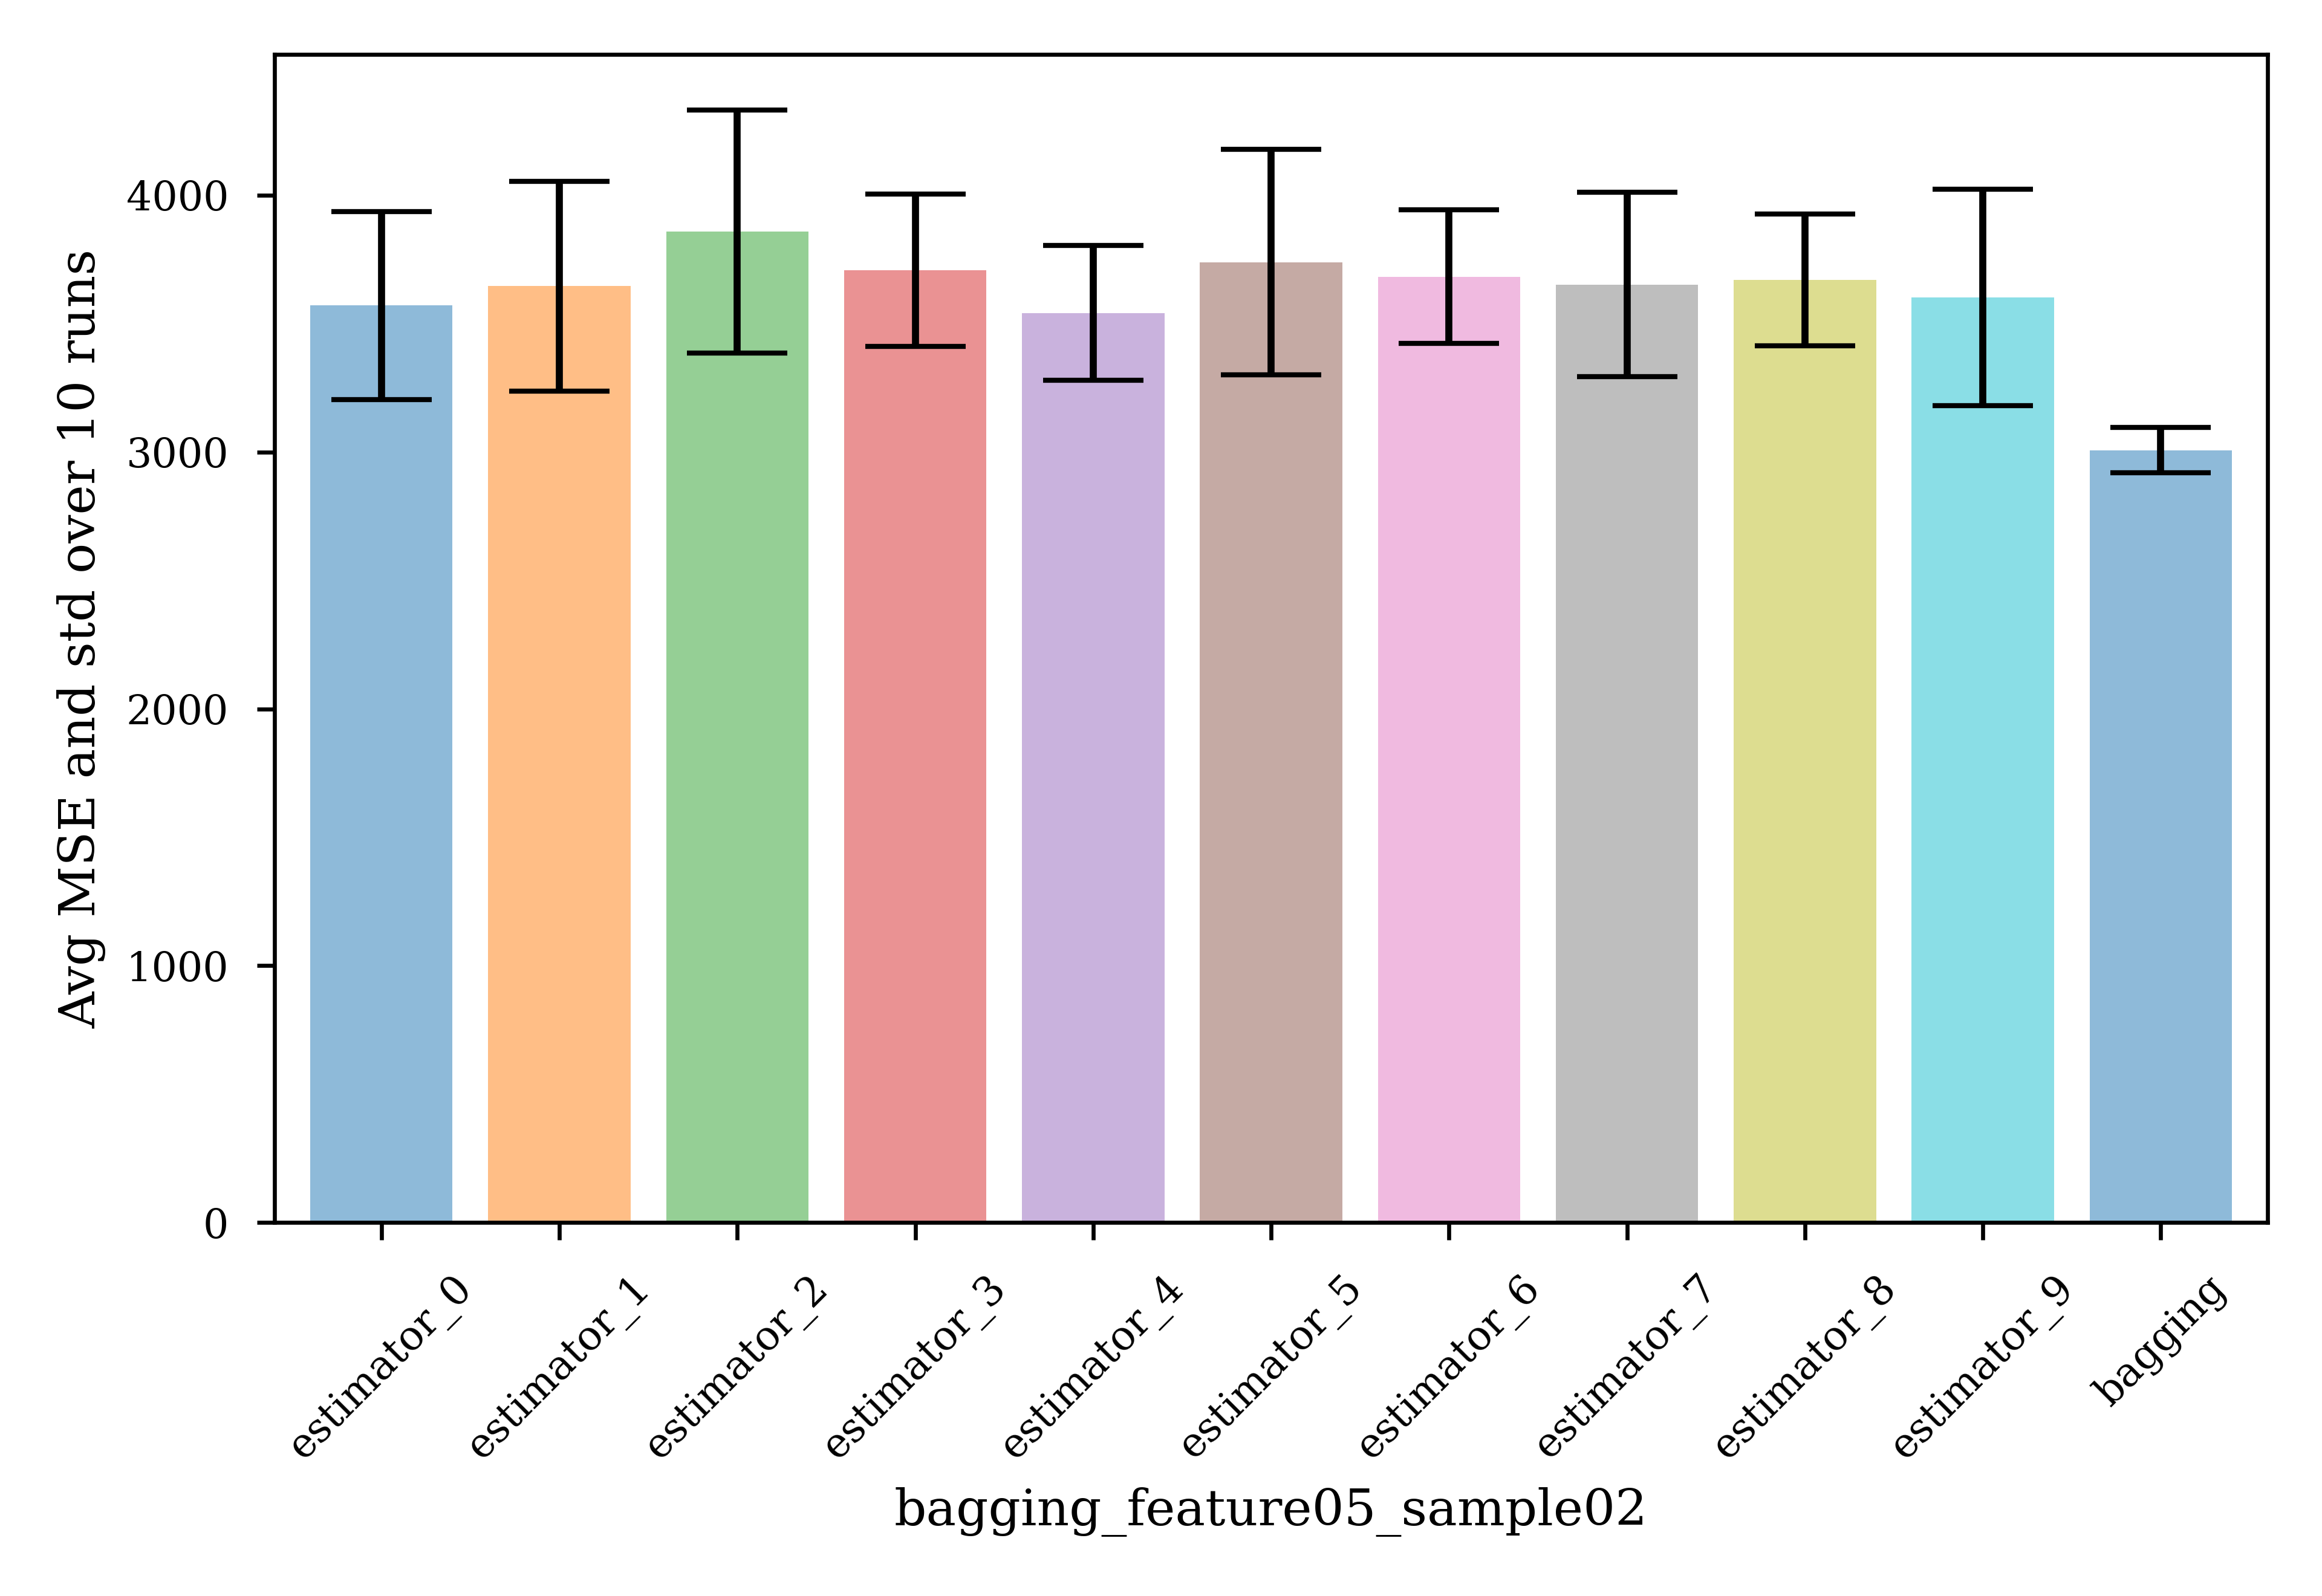 Avg MSE and std over 10 runs
4000
3000
2000
1000
0
estimator_0
estimator_1
estimator_2
estimator_3
estimator_4
estimator_5
estimator_6
estimator_7
estimator_8
estimator_9
bagging
bagging_feature05_sample02